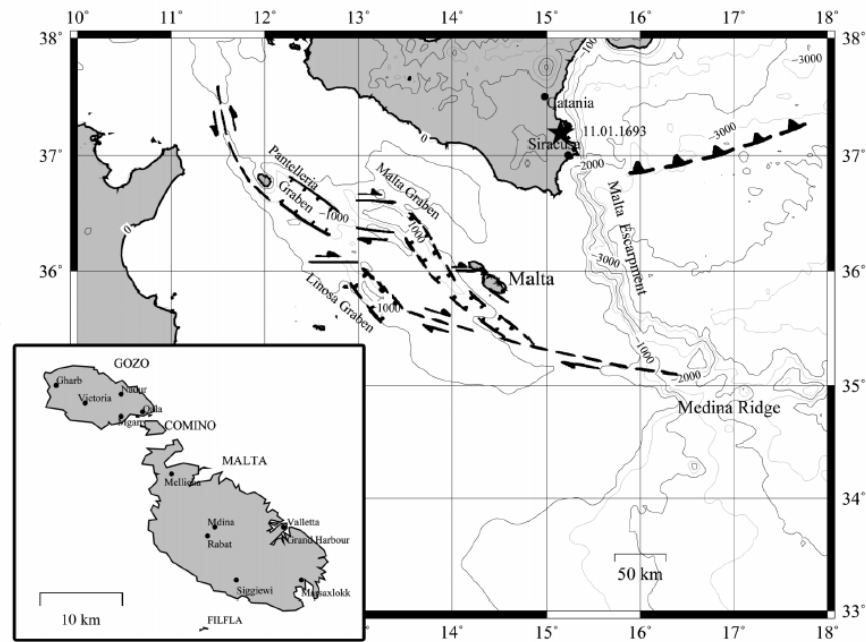 10° 11° 12° 13° 14° 15° 16° 17° 18°
38° 38°
-3000
Catania
11.01.1693
Siracusa
-3000
37° -2000 37°
0
0
Pantelleria
Graben
-1000
Malta Graben
-1000
Malta Escarpment
36° -3000 36°
Malta
Linosa Graben
-1000
-1000
-2000
35° 35°
Medina Ridge
34° 34°
50 km
33° 33°
12° 13° 14° 15° 16° 17° 18°
GOZO
Gharb
Nadur
Victoria
Qala
Mgarr
COMINO
MALTA
Mellieha
Mdina
Valletta
Rabat
Grand Harbour
Siggiewi
Marsaxlokk
10 km
FILFLA